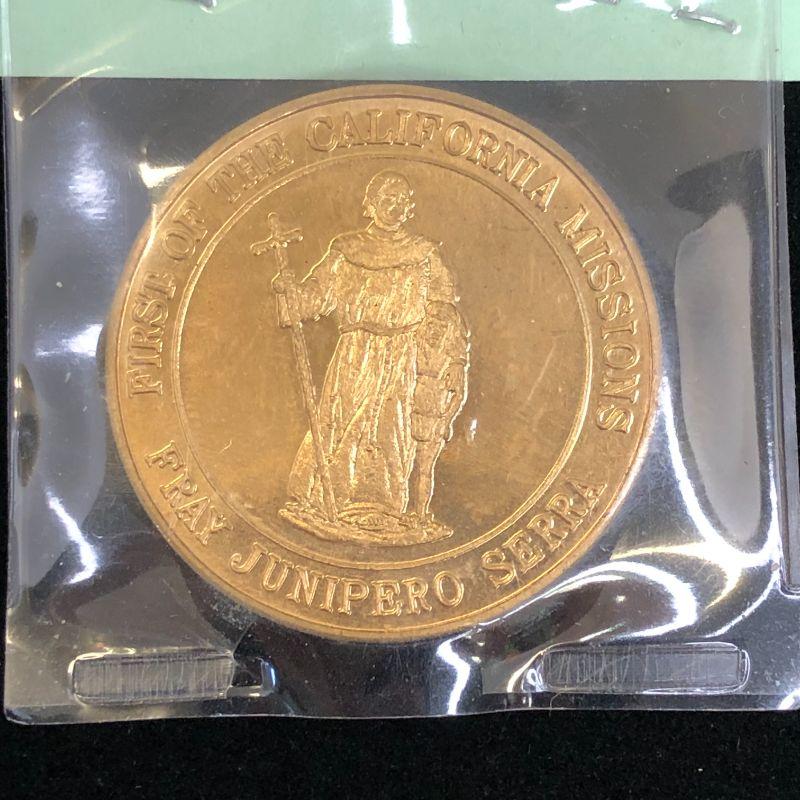 FIRST OF THE CALIFORNIA MISSIONS
FRAY JUNIPERO SERRA